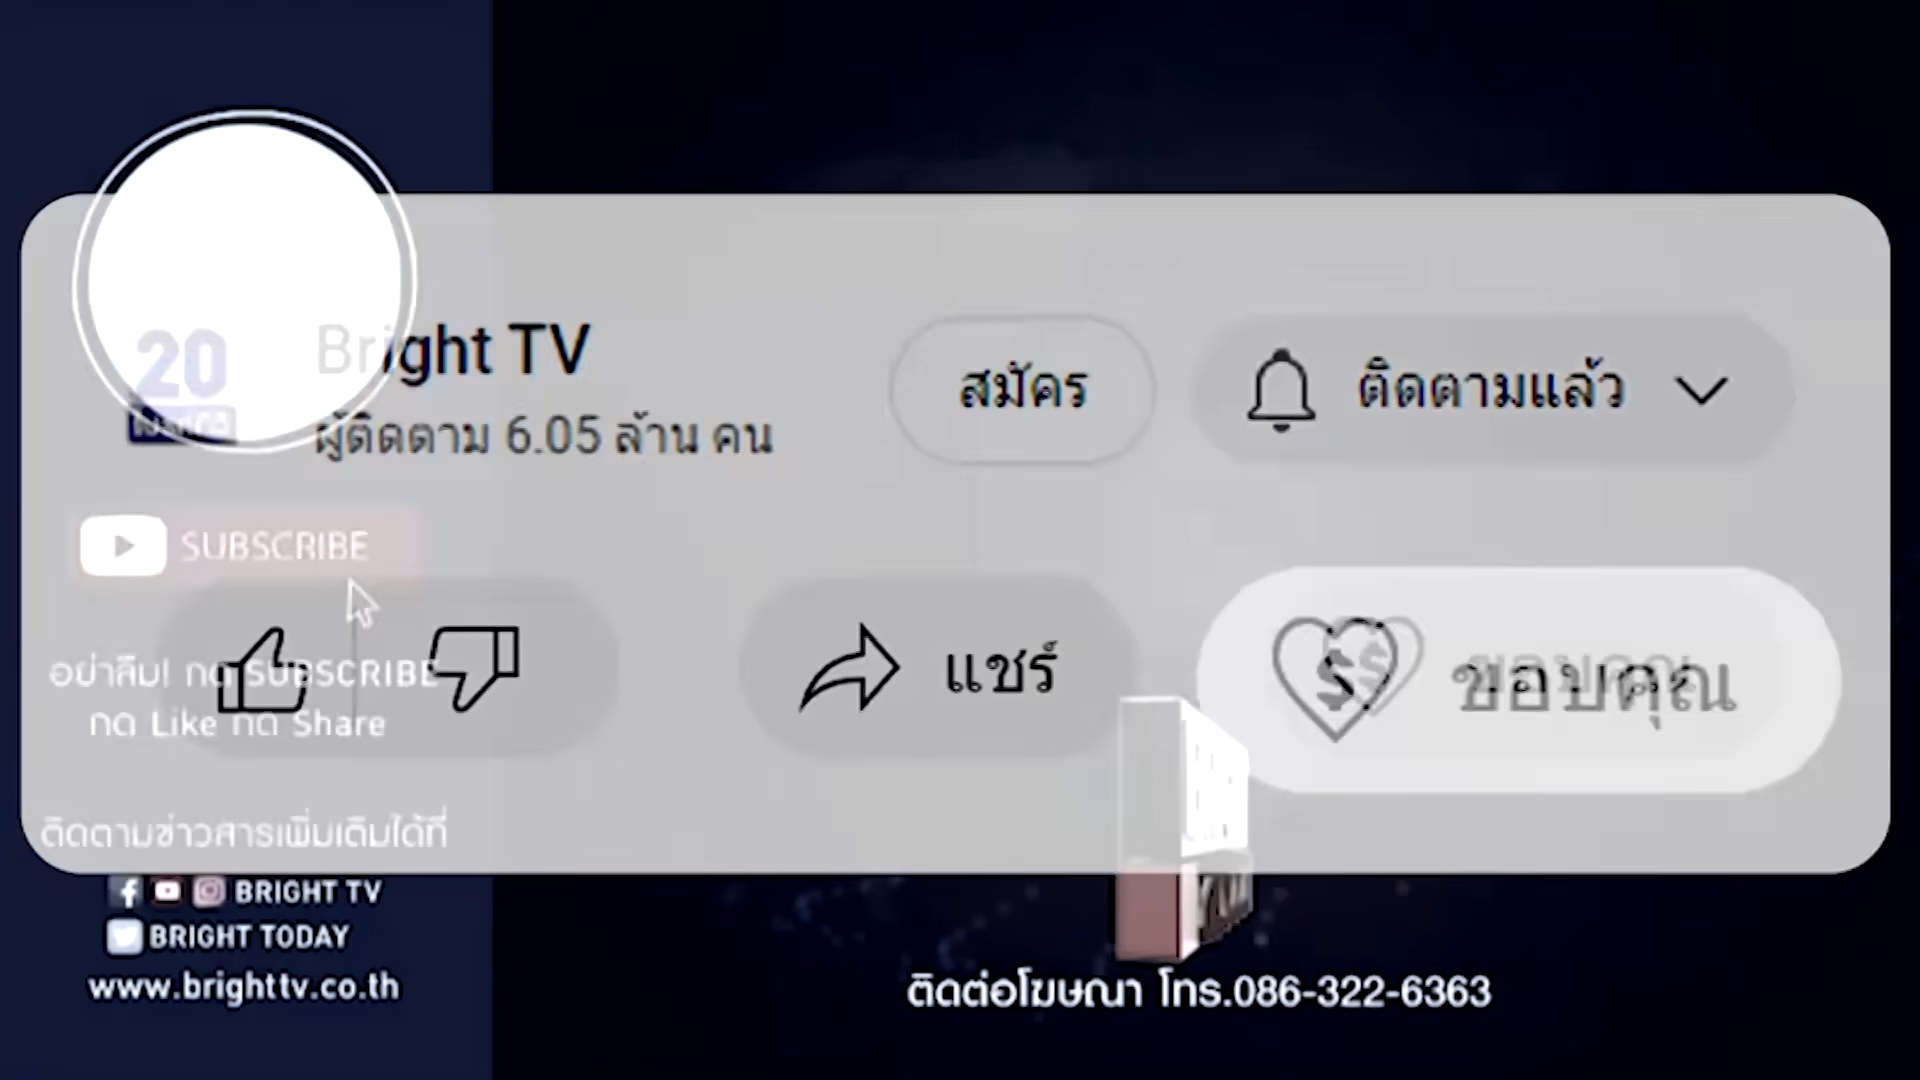 20
Bright TV
ผู้ติดตาม 6.05 ล้าน คน
สมัคร
ติดตามแล้ว
SUBSCRIBE
แชร์
ขอบคุณ
อย่าลืม! กด SUBSCRIBE
กด Like กด Share
ติดตามข่าวสารเพิ่มเติมได้ที่
BRIGHT TV
BRIGHT TODAY
www.brighttv.co.th
ติดต่อโฆษณา โทร.086-322-6363